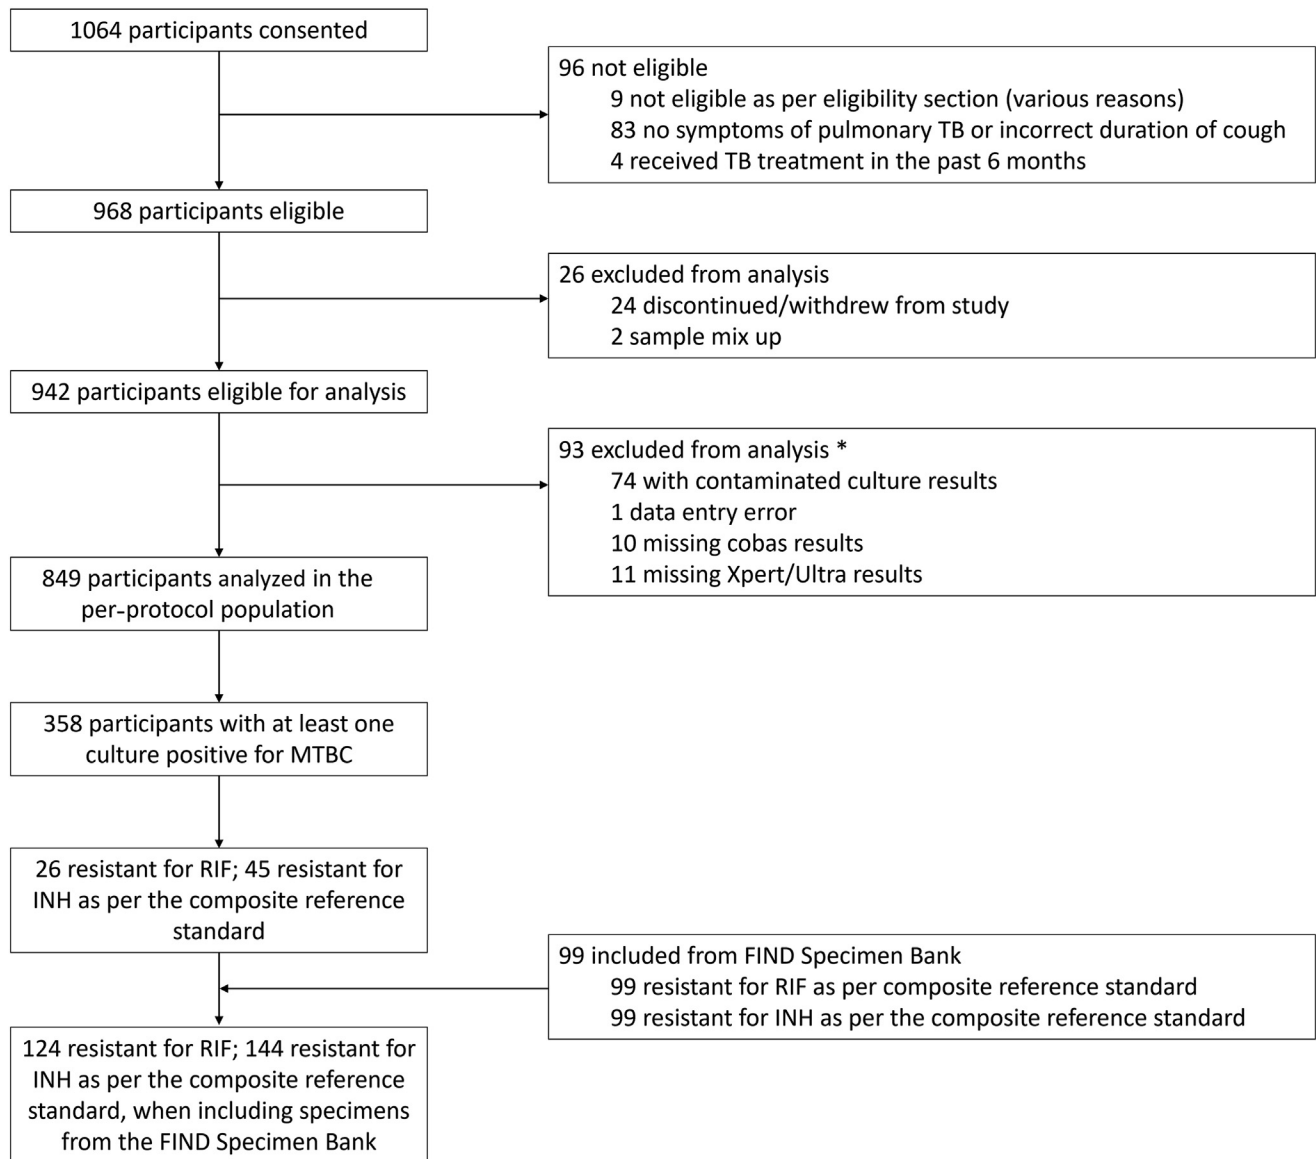 1064 participants consented
96 not eligible
9 not eligible as per eligibility section (various reasons)
83 no symptoms of pulmonary TB or incorrect duration of cough
4 received TB treatment in the past 6 months
968 participants eligible
26 excluded from analysis
24 discontinued/withdrew from study
2 sample mix up
942 participants eligible for analysis
93 excluded from analysis *
74 with contaminated culture results
1 data entry error
10 missing cobas results
11 missing Xpert/Ultra results
849 participants analyzed in the
per-protocol population
358 participants with at least one
culture positive for MTBC
26 resistant for RIF; 45 resistant for
INH as per the composite reference
standard
99 included from FIND Specimen Bank
99 resistant for RIF as per composite reference standard
99 resistant for INH as per the composite reference standard
124 resistant for RIF; 144 resistant for
INH as per the composite reference
standard, when including specimens
from the FIND Specimen Bank